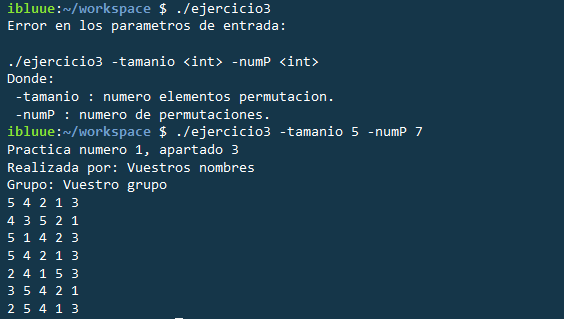 ibluue:~/workspace $ ./ejercicio3
Error en los parametros de entrada:
./ejercicio3 -tamanio <int> -numP <int>
Donde:
-tamanio : numero elementos permutacion.
-numP : numero de permutaciones.
ibluue:~/workspace $ ./ejercicio3 -tamanio 5 -numP 7
Practica numero 1, apartado 3
Realizada por: Vuestros nombres
Grupo: Vuestro grupo
5 4 2 1 3
4 3 5 2 1
5 1 4 2 3
5 4 2 1 3
2 4 1 5 3
3 5 4 2 1
2 5 4 1 3